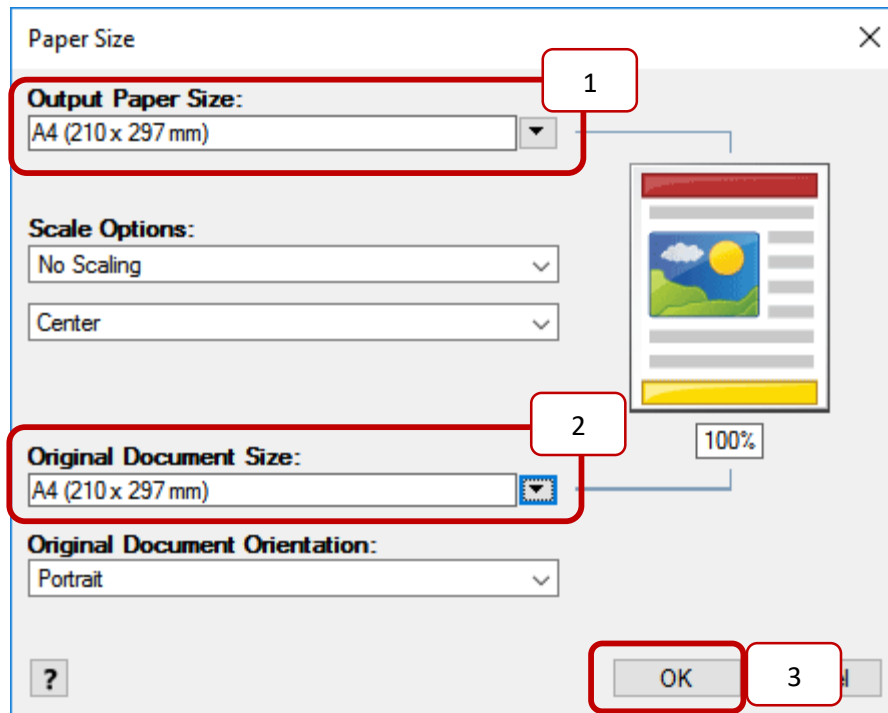 Paper Size
1
Output Paper Size:
A4 (210 x 297 mm)
Scale Options:
No Scaling
Center
2
100%
Original Document Size:
A4 (210 x 297 mm)
Original Document Orientation:
Portrait
?
OK
3